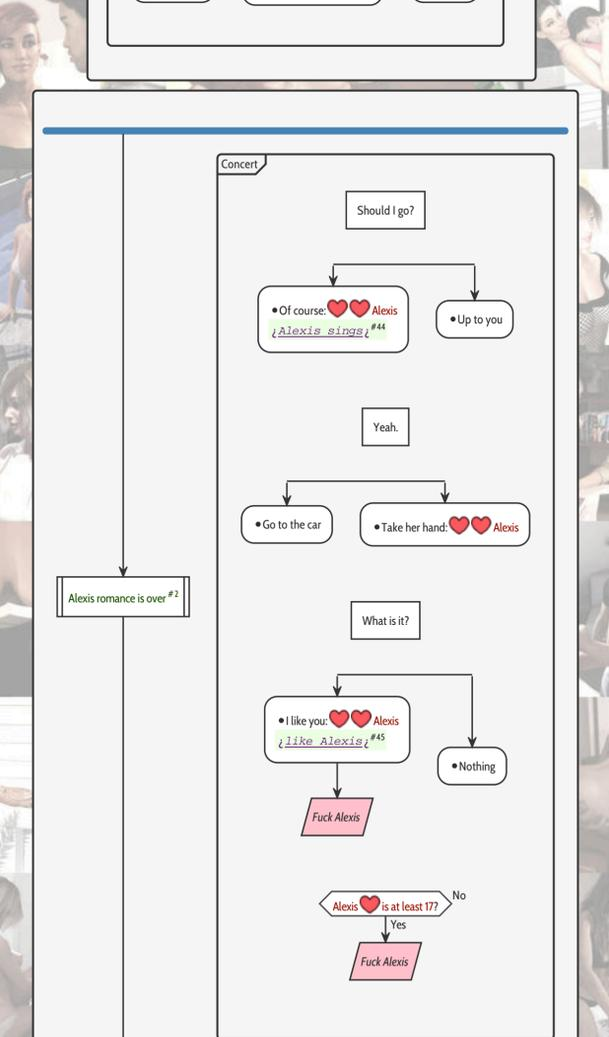 Concert
Should I go?
•Of course: Alexis
¿Alexis sings¿#44
•Up to you
Yeah.
•Go to the car
•Take her hand: Alexis
Alexis romance is over #2
What is it?
•I like you: Alexis
¿like Alexis¿#45
•Nothing
Fuck Alexis
Alexis is at least 17?
No
Yes
Fuck Alexis